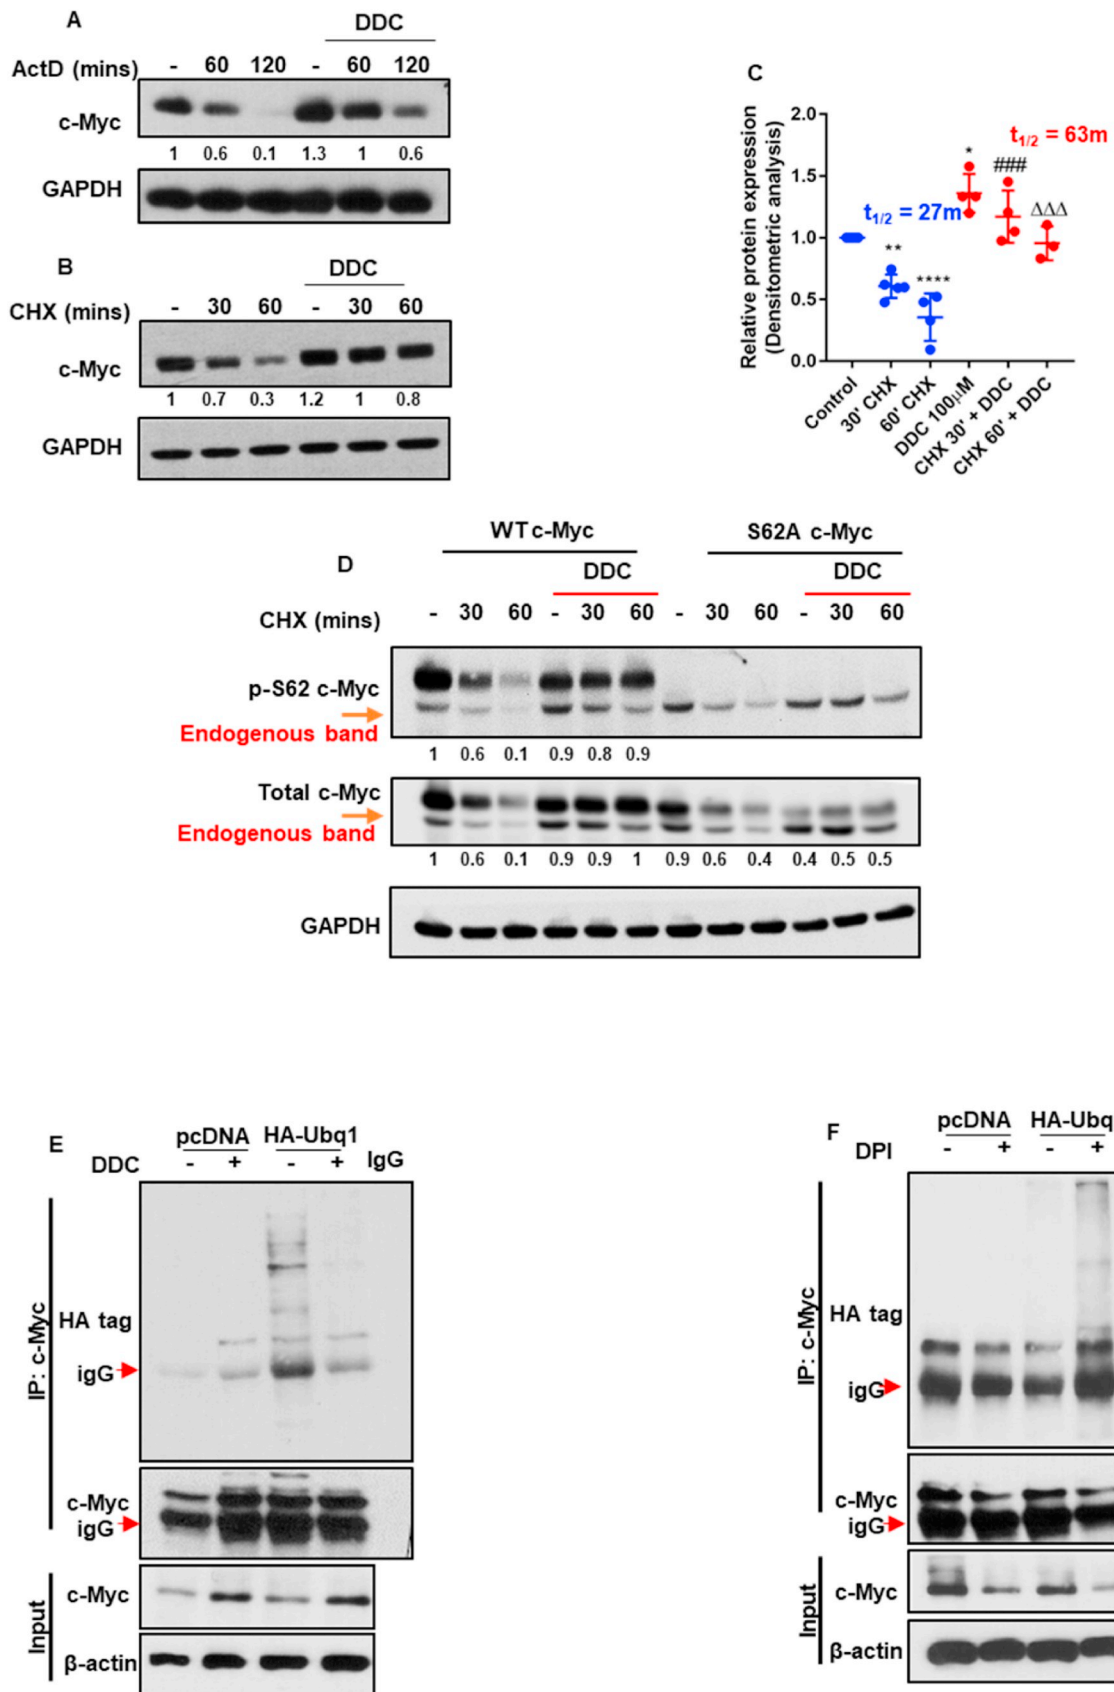 A
DDC
ActD (mins) - 60 120 - 60 120
c-Myc
1 0.6 0.1 1.3 1 0.6
GAPDH
B
DDC
CHX (mins) - 30 60 - 30 60
c-Myc
1 0.7 0.3 1.2 1 0.8
GAPDH
C
Relative protein expression
(Densitometric analysis)
2.0
1.5
1.0
0.5
0.0
t1/2 = 63m
t1/2 = 27m
**
****
*
###
ΔΔΔ
Control
30' CHX
60' CHX
DDC 100μM
CHX 30' + DDC
CHX 60' + DDC
D
WT c-Myc S62A c-Myc
DDC DDC
CHX (mins) - 30 60 - 30 60 - 30 60 - 30 60
p-S62 c-Myc
Endogenous band
1 0.6 0.1 0.9 0.8 0.9
Total c-Myc
Endogenous band
1 0.6 0.1 0.9 0.9 1 0.9 0.6 0.4 0.4 0.5 0.5
GAPDH
E
pcDNA HA-Ubq1
DDC - + - + IgG
IP: c-Myc
HA tag
igG
c-Myc
igG
Input
c-Myc
β-actin
F
pcDNA HA-Ubq
DPI - + - +
IP: c-Myc
HA tag
igG
c-Myc
igG
Input
c-Myc
β-actin